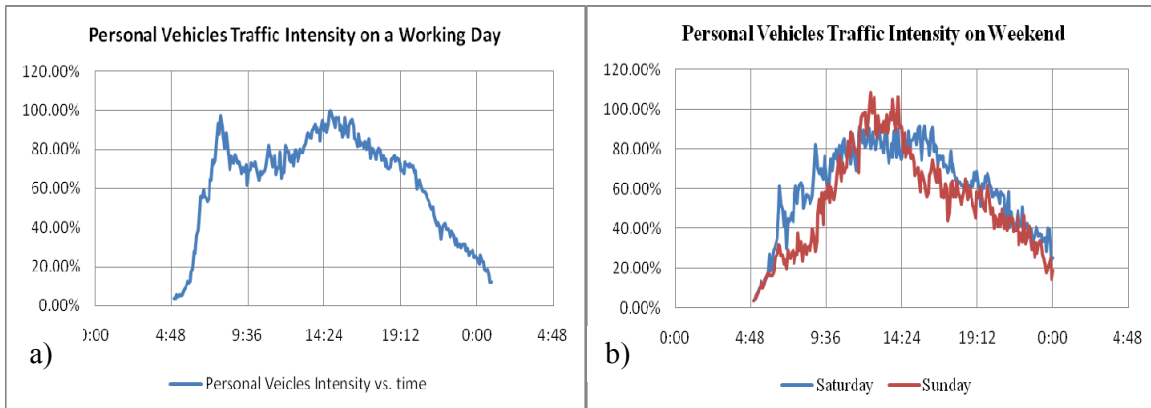 Personal Vehicles Traffic Intensity on a Working Day
120.00%
100.00%
80.00%
60.00%
40.00%
20.00%
0.00%
0:00 4:48 9:36 14:24 19:12 0:00 4:48
a)
Personal Veicles Intensity vs. time
Personal Vehicles Traffic Intensity on Weekend
120.00%
100.00%
80.00%
60.00%
40.00%
20.00%
0.00%
0:00 4:48 9:36 14:24 19:12 0:00 4:48
b)
Saturday Sunday